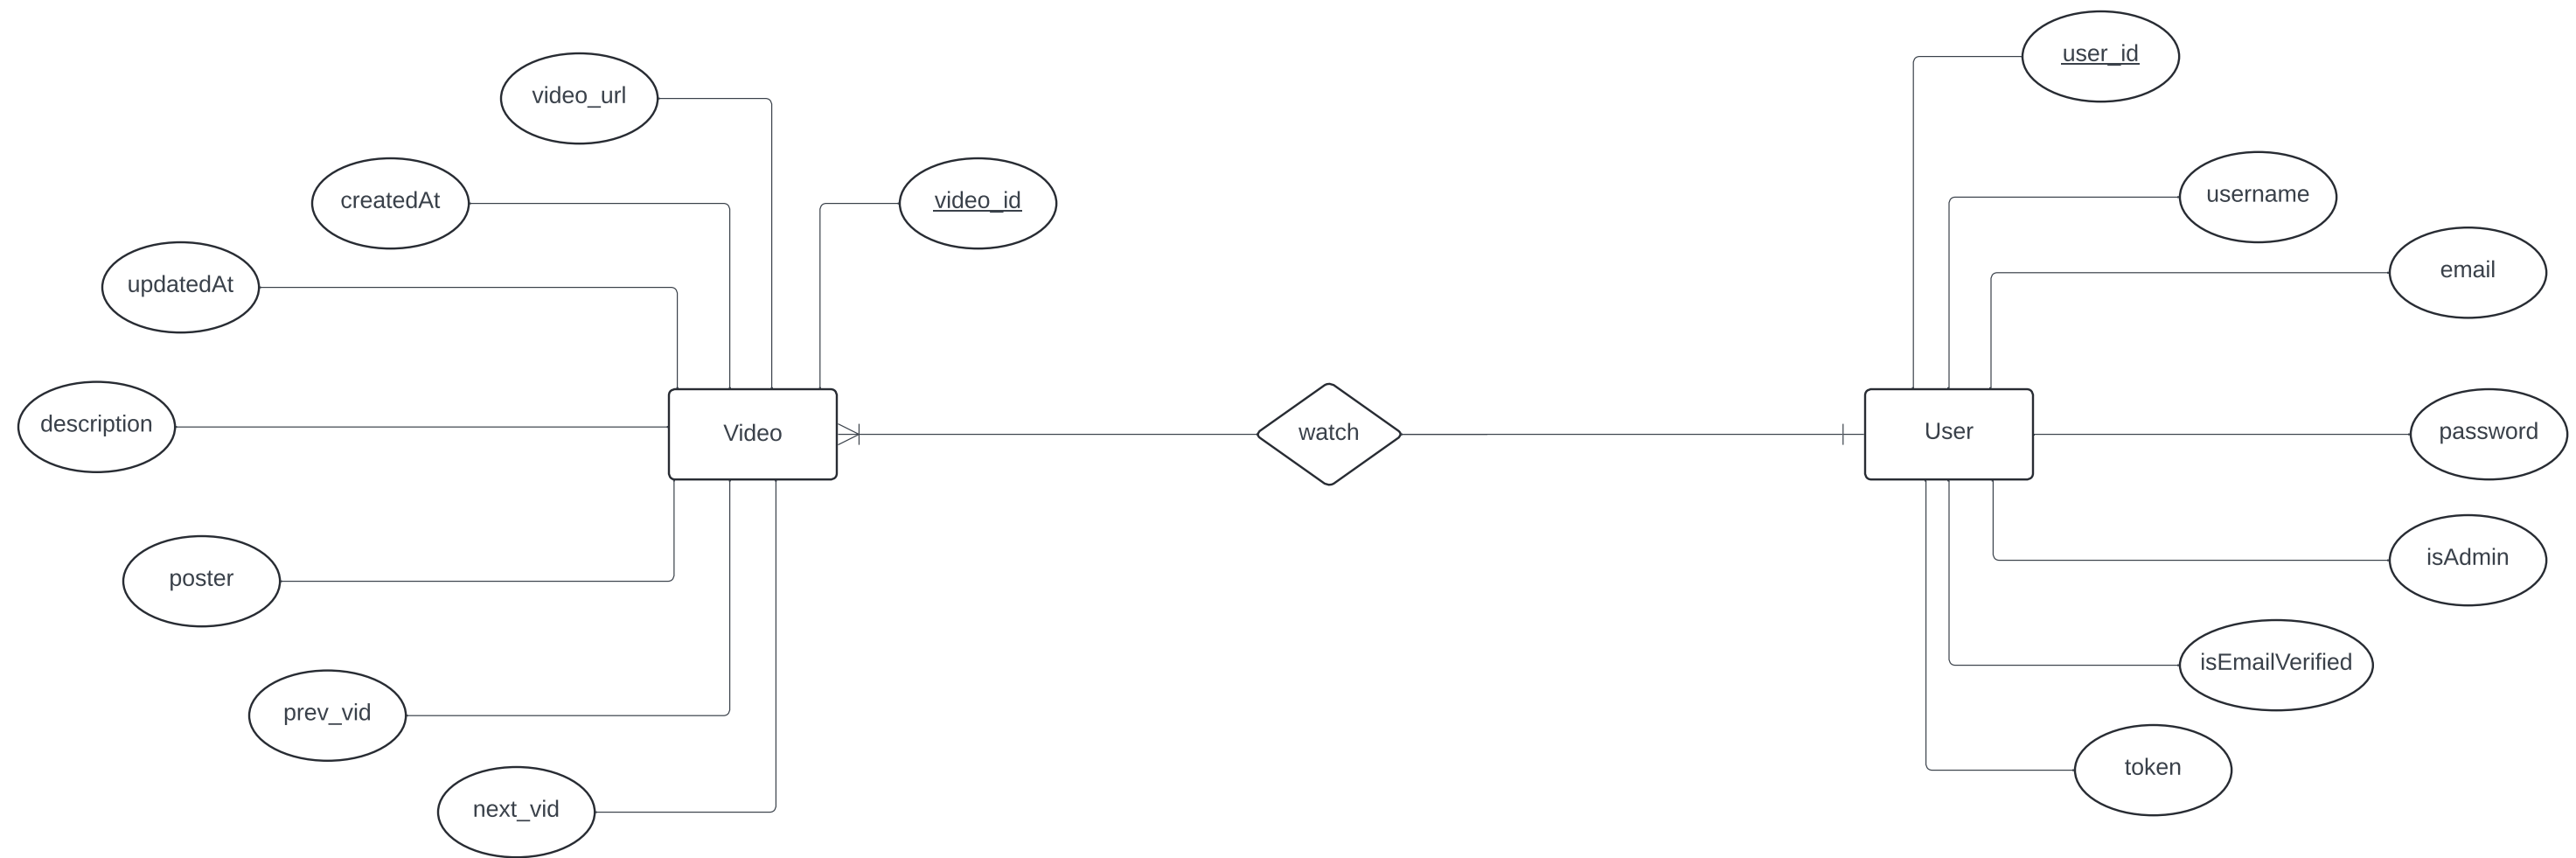 user_id
video_url
username
createdAt
video_id
email
updatedAt
description
Video
watch
User
password
isAdmin
poster
isEmailVerified
prev_vid
token
next_vid